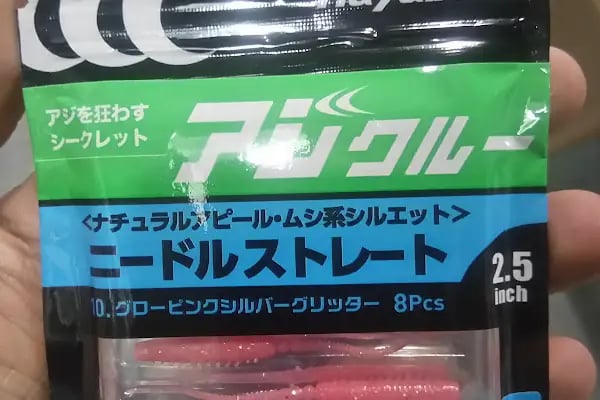 アジを狂わす
シークレット
アジクルー
<ナチュラルアピール・ムシ系シルエット>
ニードルストレート
2.5
inch
10.グローピンクシルバーグリッター 8Pcs